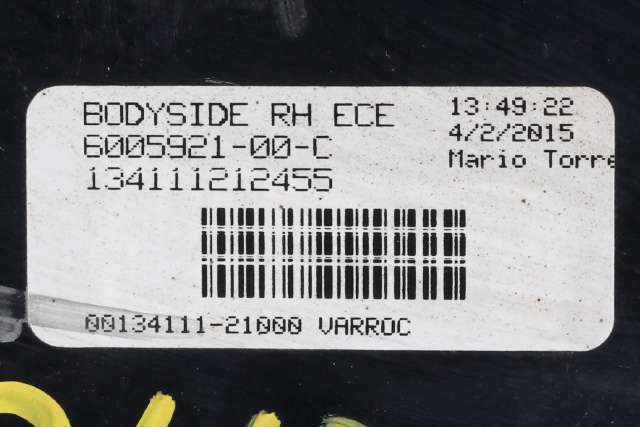 BODYSIDE RH ECE
6005921-00-C
134111212455
13:49:22
4/2/2015
Mario Torre
00134111-21000 VARROC